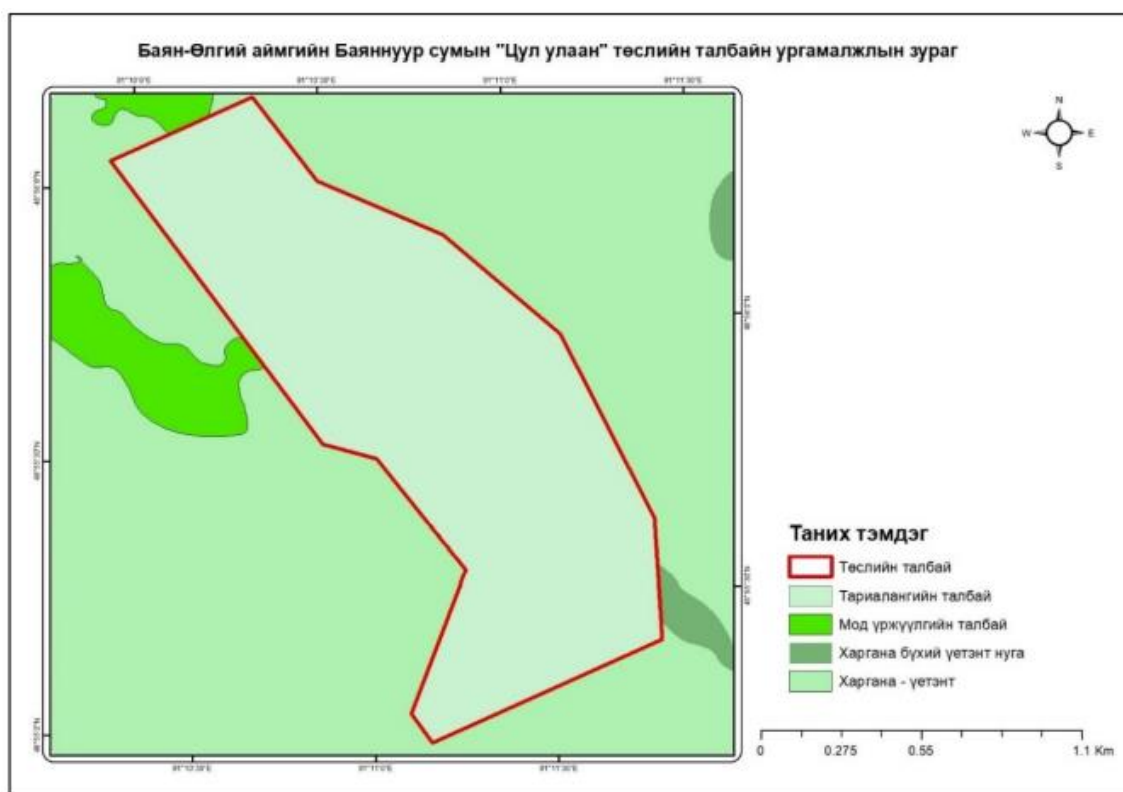 Баян-Өлгий аймгийн Баяннуур сумын "Цул улаан" төслийн талбайн ургамалжлын зураг
N
W E
S
Таних тэмдэг
Төслийн талбай
Тариалангийн талбай
Мод үржүүлгийн талбай
Харгана бүхий үетэнт нуга
Харгана - үетэнт
0 0.275 0.55 1.1 Km